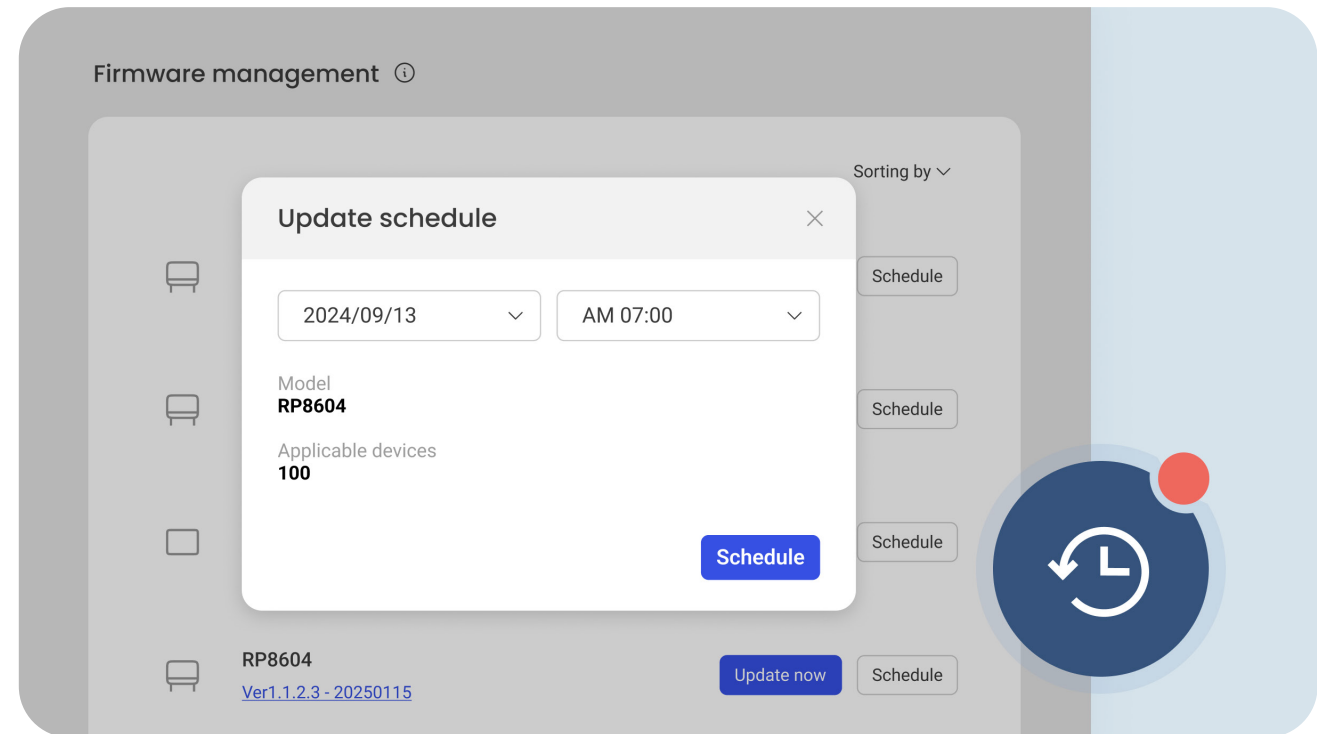 Firmware management
Sorting by
Update schedule
Schedule
2024/09/13
AM 07:00
Model
RP8604
Schedule
Applicable devices
100
Schedule
Schedule
RP8604
Update now
Schedule
Ver1.1.2.3 - 20250115